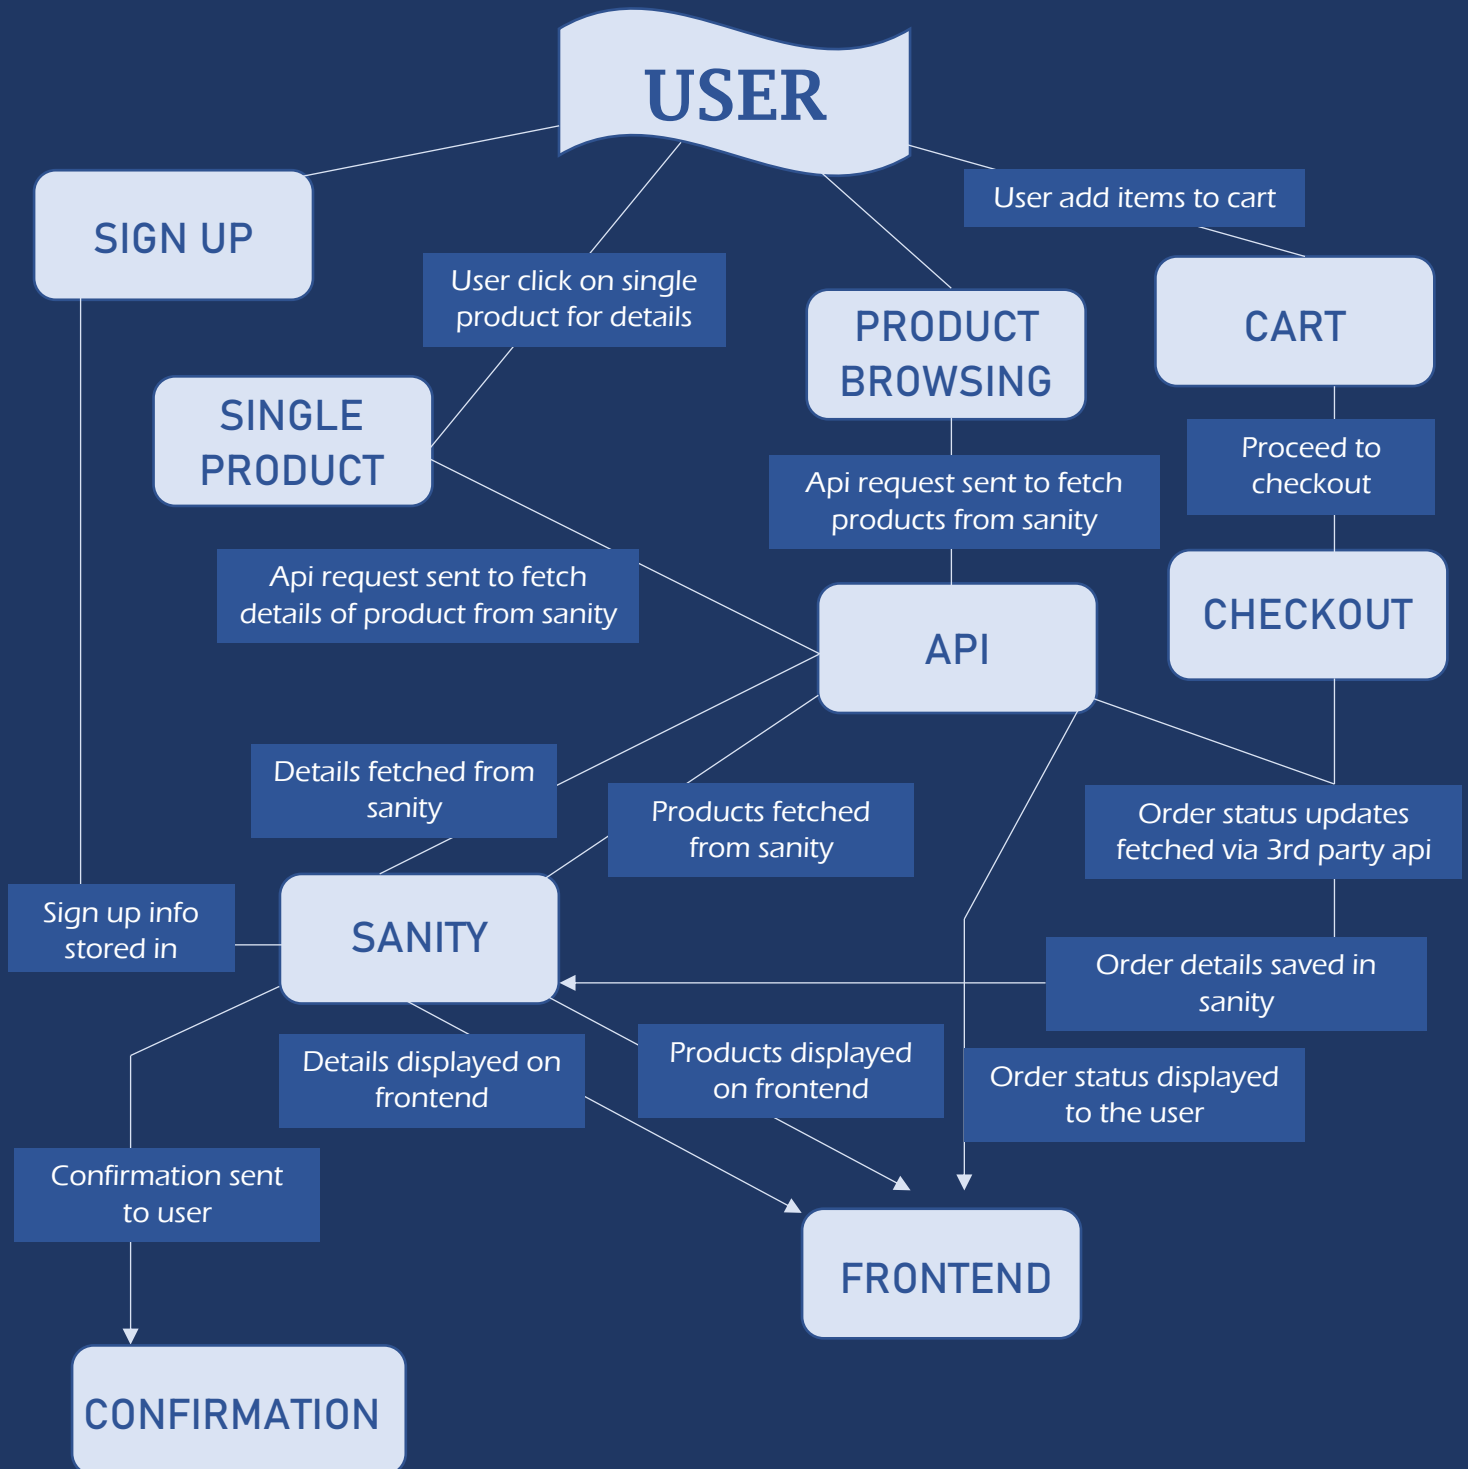 USER
User add items to cart
SIGN UP
User click on single
product for details
PRODUCT
BROWSING
CART
SINGLE
PRODUCT
Proceed to
checkout
Api request sent to fetch
products from sanity
Api request sent to fetch
details of product from sanity
API
CHECKOUT
Details fetched from
sanity
Products fetched
from sanity
Order status updates
fetched via 3rd party api
Sign up info
stored in
SANITY
Order details saved in
sanity
Details displayed on
frontend
Products displayed
on frontend
Order status displayed
to the user
Confirmation sent
to user
FRONTEND
CONFIRMATION